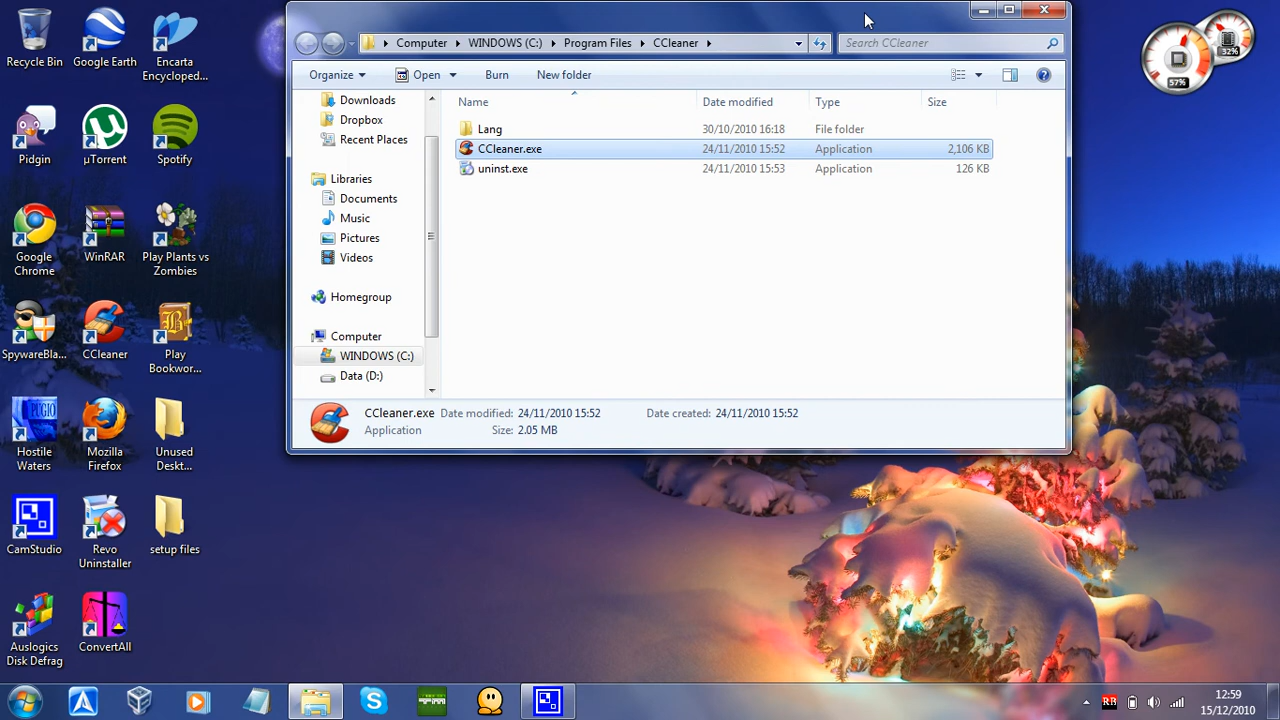 Recycle Bin
Google Earth
Encarta
Encycloped...
Pidgin
µTorrent
Spotify
Google
Chrome
WinRAR
Play Plants vs
Zombies
SpywareBla...
CCleaner
Play
Bookwor...
PUGIO
Hostile
Waters
Mozilla
Firefox
Unused
Deskt...
CamStudio
Revo
Uninstaller
setup files
Auslogics
Disk Defrag
ConvertAll
Computer WINDOWS (C:) Program Files CCleaner
Search CCleaner
Organize Open Burn New folder
Downloads
Dropbox
Recent Places
Libraries
Documents
Music
Pictures
Videos
Homegroup
Computer
WINDOWS (C:)
Data (D:)
Name Date modified Type Size
Lang 30/10/2010 16:18 File folder
CCleaner.exe 24/11/2010 15:52 Application 2,106 KB
uninst.exe 24/11/2010 15:53 Application 126 KB
CCleaner.exe Date modified: 24/11/2010 15:52 Date created: 24/11/2010 15:52
Application Size: 2.05 MB
32%
57%
RB
12:59
15/12/2010